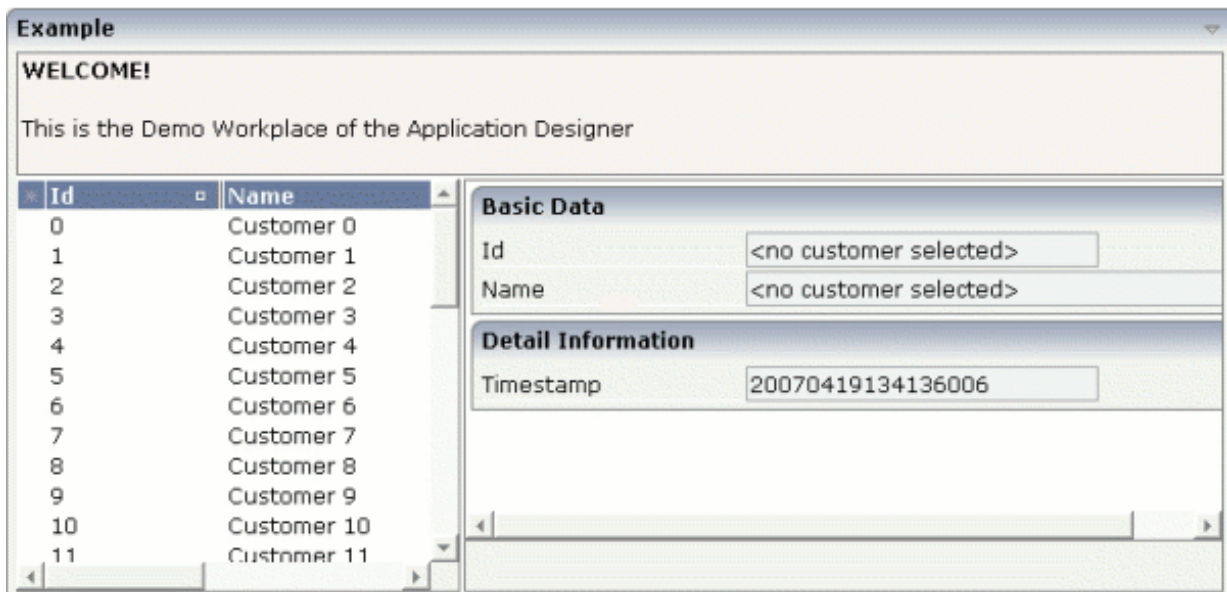 Example
WELCOME!
This is the Demo Workplace of the Application Designer
Id Name
0 Customer 0
1 Customer 1
2 Customer 2
3 Customer 3
4 Customer 4
5 Customer 5
6 Customer 6
7 Customer 7
8 Customer 8
9 Customer 9
10 Customer 10
11 Customer 11
Basic Data
Id <no customer selected>
Name <no customer selected>
Detail Information
Timestamp 20070419134136006